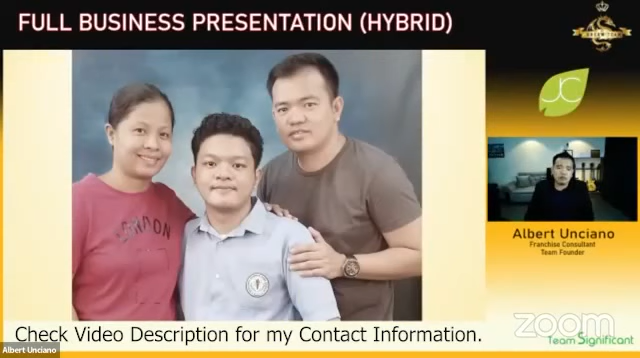 FULL BUSINESS PRESENTATION (HYBRID)
JC
LONDON
Albert Unciano
Franchise Consultant
Team Founder
Check Video Description for my Contact Information.
zoom
Team Significant
Albert Unciano